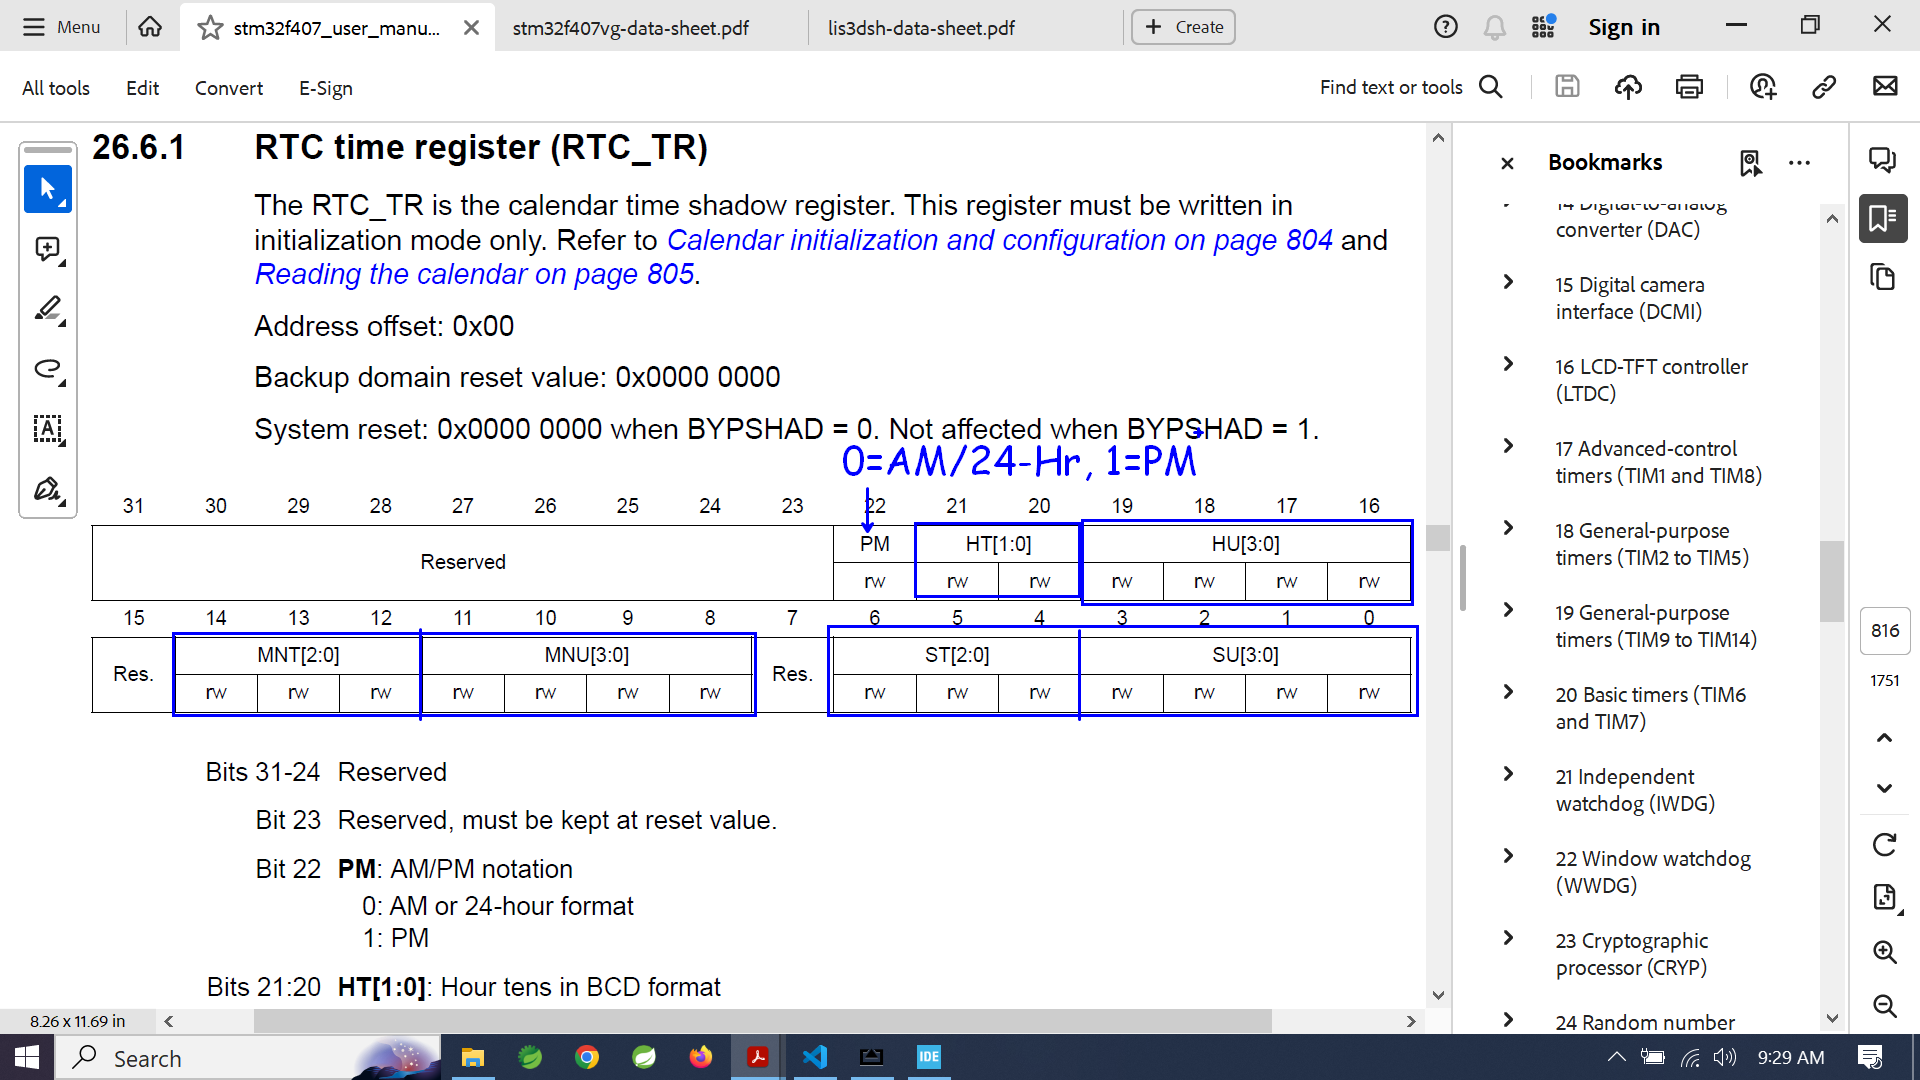 Menu
stm32f407_user_manu...
stm32f407vg-data-sheet.pdf
lis3dsh-data-sheet.pdf
Create
Sign in
All tools
Edit
Convert
E-Sign
Find text or tools
26.6.1 RTC time register (RTC_TR)
The RTC_TR is the calendar time shadow register. This register must be written in
initialization mode only. Refer to Calendar initialization and configuration on page 804 and
Reading the calendar on page 805.
Address offset: 0x00
Backup domain reset value: 0x0000 0000
System reset: 0x0000 0000 when BYPSHAD = 0. Not affected when BYPSHAD = 1.
0=AM/24-Hr, 1=PM
31 30 29 28 27 26 25 24 23 22 21 20 19 18 17 16
Reserved PM HT[1:0] HU[3:0]
rw rw rw rw rw rw rw
15 14 13 12 11 10 9 8 7 6 5 4 3 2 1 0
Res. MNT[2:0] MNU[3:0] Res. ST[2:0] SU[3:0]
rw rw rw rw rw rw rw rw rw rw rw rw rw rw
Bits 31-24 Reserved
Bit 23 Reserved, must be kept at reset value.
Bit 22 PM: AM/PM notation
0: AM or 24-hour format
1: PM
Bits 21:20 HT[1:0]: Hour tens in BCD format
8.26 x 11.69 in
Bookmarks
14 Digital-to-analog
converter (DAC)
15 Digital camera
interface (DCMI)
16 LCD-TFT controller
(LTDC)
17 Advanced-control
timers (TIM1 and TIM8)
18 General-purpose
timers (TIM2 to TIM5)
19 General-purpose
timers (TIM9 to TIM14)
20 Basic timers (TIM6
and TIM7)
21 Independent
watchdog (IWDG)
22 Window watchdog
(WWDG)
23 Cryptographic
processor (CRYP)
24 Random number
816
1751
Search
IDE
9:29 AM